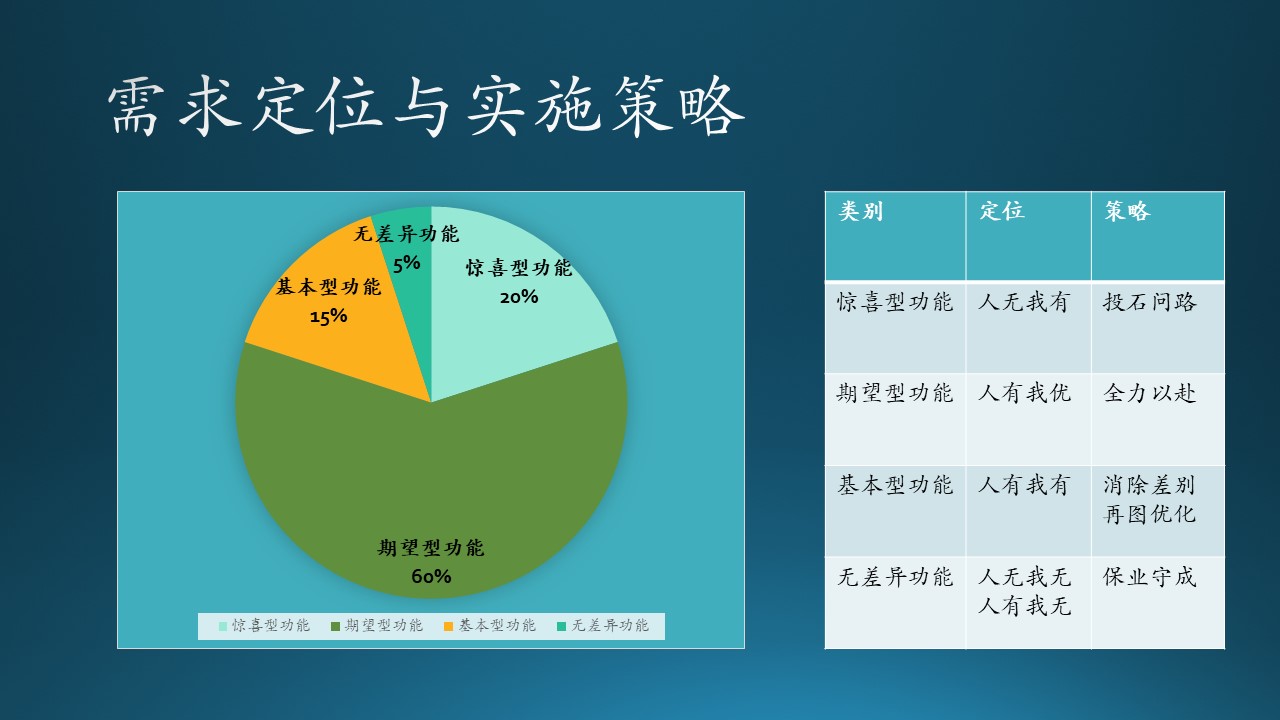 需求定位与实施策略
无差异功能
5%
惊喜型功能
20%
基本型功能
15%
期望型功能
60%
惊喜型功能 期望型功能 基本型功能 无差异功能
类别 定位 策略
惊喜型功能 人无我有 投石问路
期望型功能 人有我优 全力以赴
基本型功能 人有我有 消除差别
再图优化
无差异功能 人无我无 保业守成
人有我无